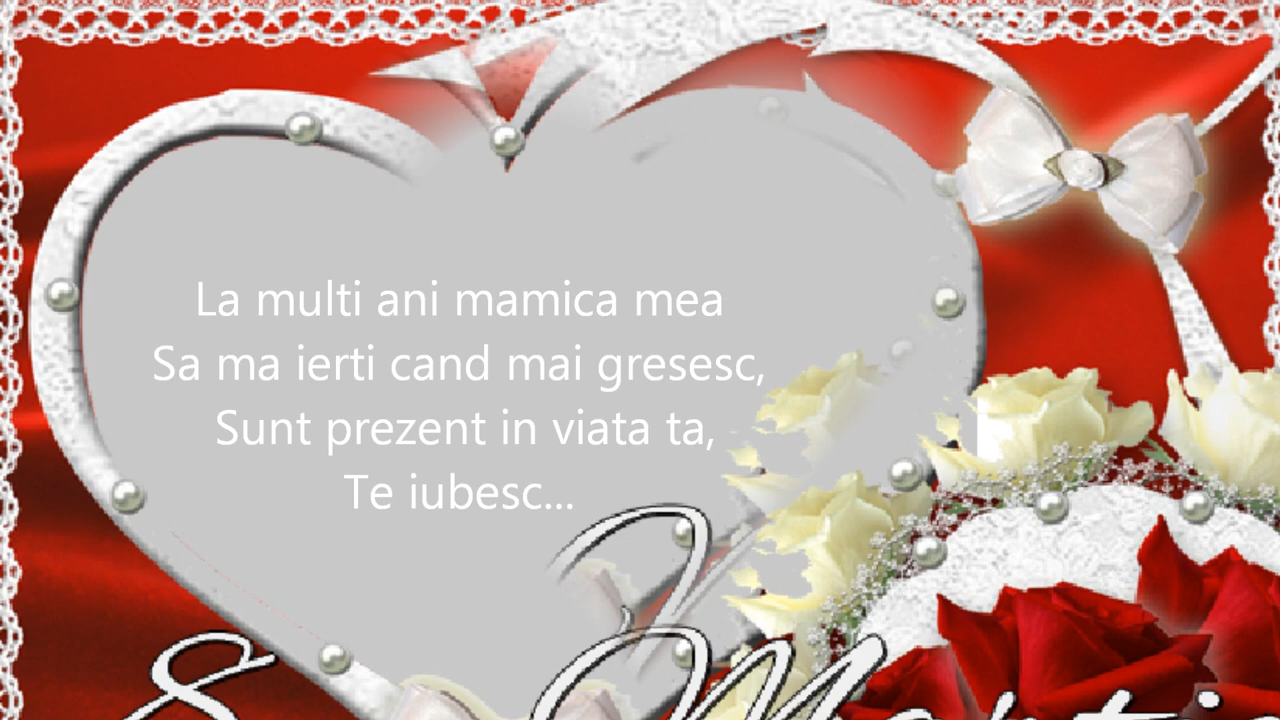 La multi ani mamica mea
Sa ma ierti cand mai gresesc,
Sunt prezent in viata ta,
Te iubesc...